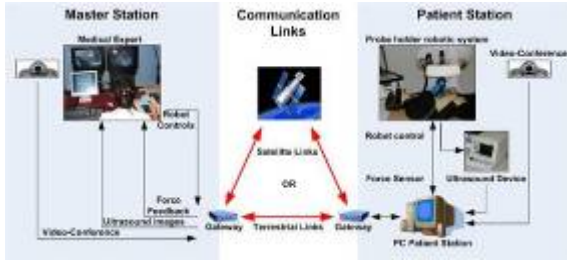 Master Station
Communication
Links
Patient Station
Medical Expert
Probe holder robotic system
Video-Conference
Robot
Controls
Satellite Links
OR
Robot control
Force Sensor
Ultrasound Device
Force
Feedback
Ultrasound images
Video-Conference
Gateway
Terrestrial Links
Gateway
PC Patient Station